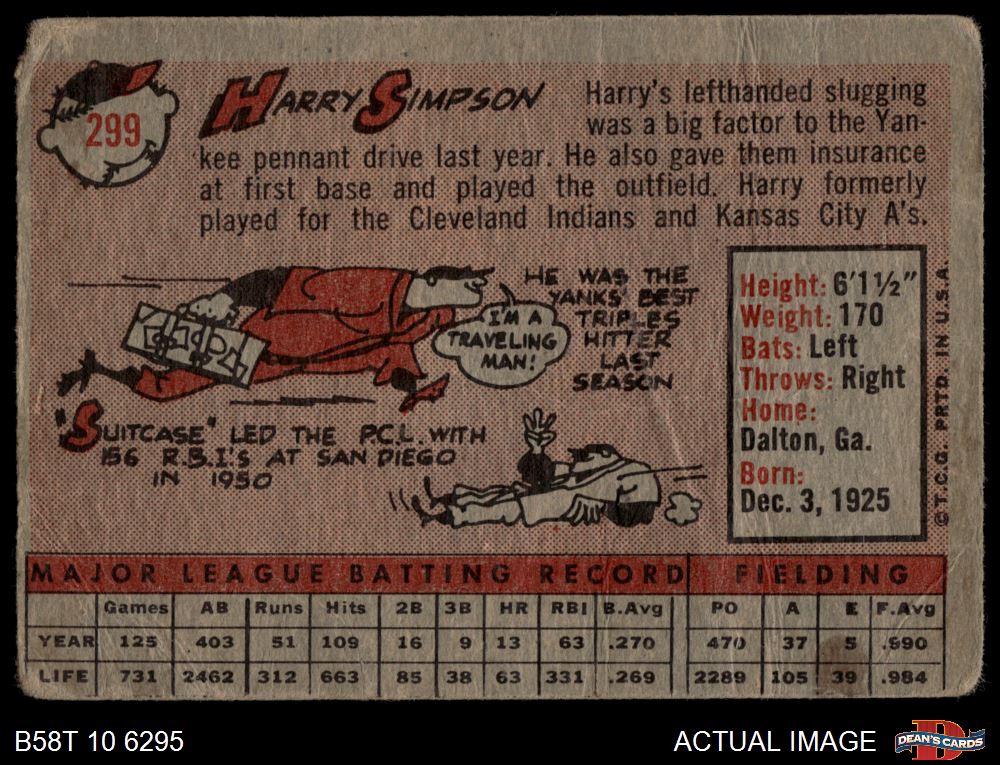 299
HARRY SIMPSON
Harry's lefthanded slugging
was a big factor to the Yan-
kee pennant drive last year. He also gave them insurance
at first base and played the outfield. Harry formerly
played for the Cleveland Indians and Kansas City A's.
HE WAS THE
YANKS' BEST
TRIPLES
HITTER
LAST
SEASON
I'M A
TRAVELING
MAN!
"SUITCASE" LED THE P.C.L. WITH
156 R.B.I'S AT SAN DIEGO
IN 1950
Height: 6'1½"
Weight: 170
Bats: Left
Throws: Right
Home:
Dalton, Ga.
Born:
Dec. 3, 1925
© T.C.G. PRTD. IN U.S.A.
MAJOR LEAGUE BATTING RECORD FIELDING
Games AB Runs Hits 2B 3B HR RBI B.Avg PO A E F.Avg
YEAR 125 403 51 109 16 9 13 63 .270 470 37 5 .990
LIFE 731 2462 312 663 85 38 63 331 .269 2289 105 39 .984
B58T 10 6295
ACTUAL IMAGE
DEAN'S CARDS